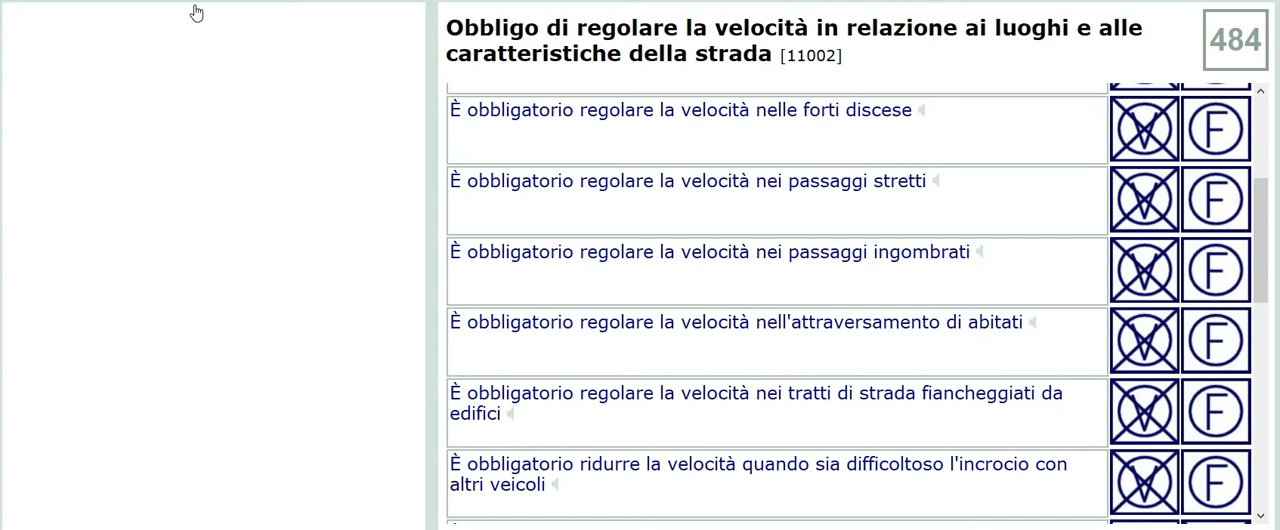 Obbligo di regolare la velocità in relazione ai luoghi e alle
caratteristiche della strada [11002]
484
È obbligatorio regolare la velocità nelle forti discese
V F
È obbligatorio regolare la velocità nei passaggi stretti
V F
È obbligatorio regolare la velocità nei passaggi ingombrati
V F
È obbligatorio regolare la velocità nell'attraversamento di abitati
V F
È obbligatorio regolare la velocità nei tratti di strada fiancheggiati da
edifici
V F
È obbligatorio ridurre la velocità quando sia difficoltoso l'incrocio con
altri veicoli
V F